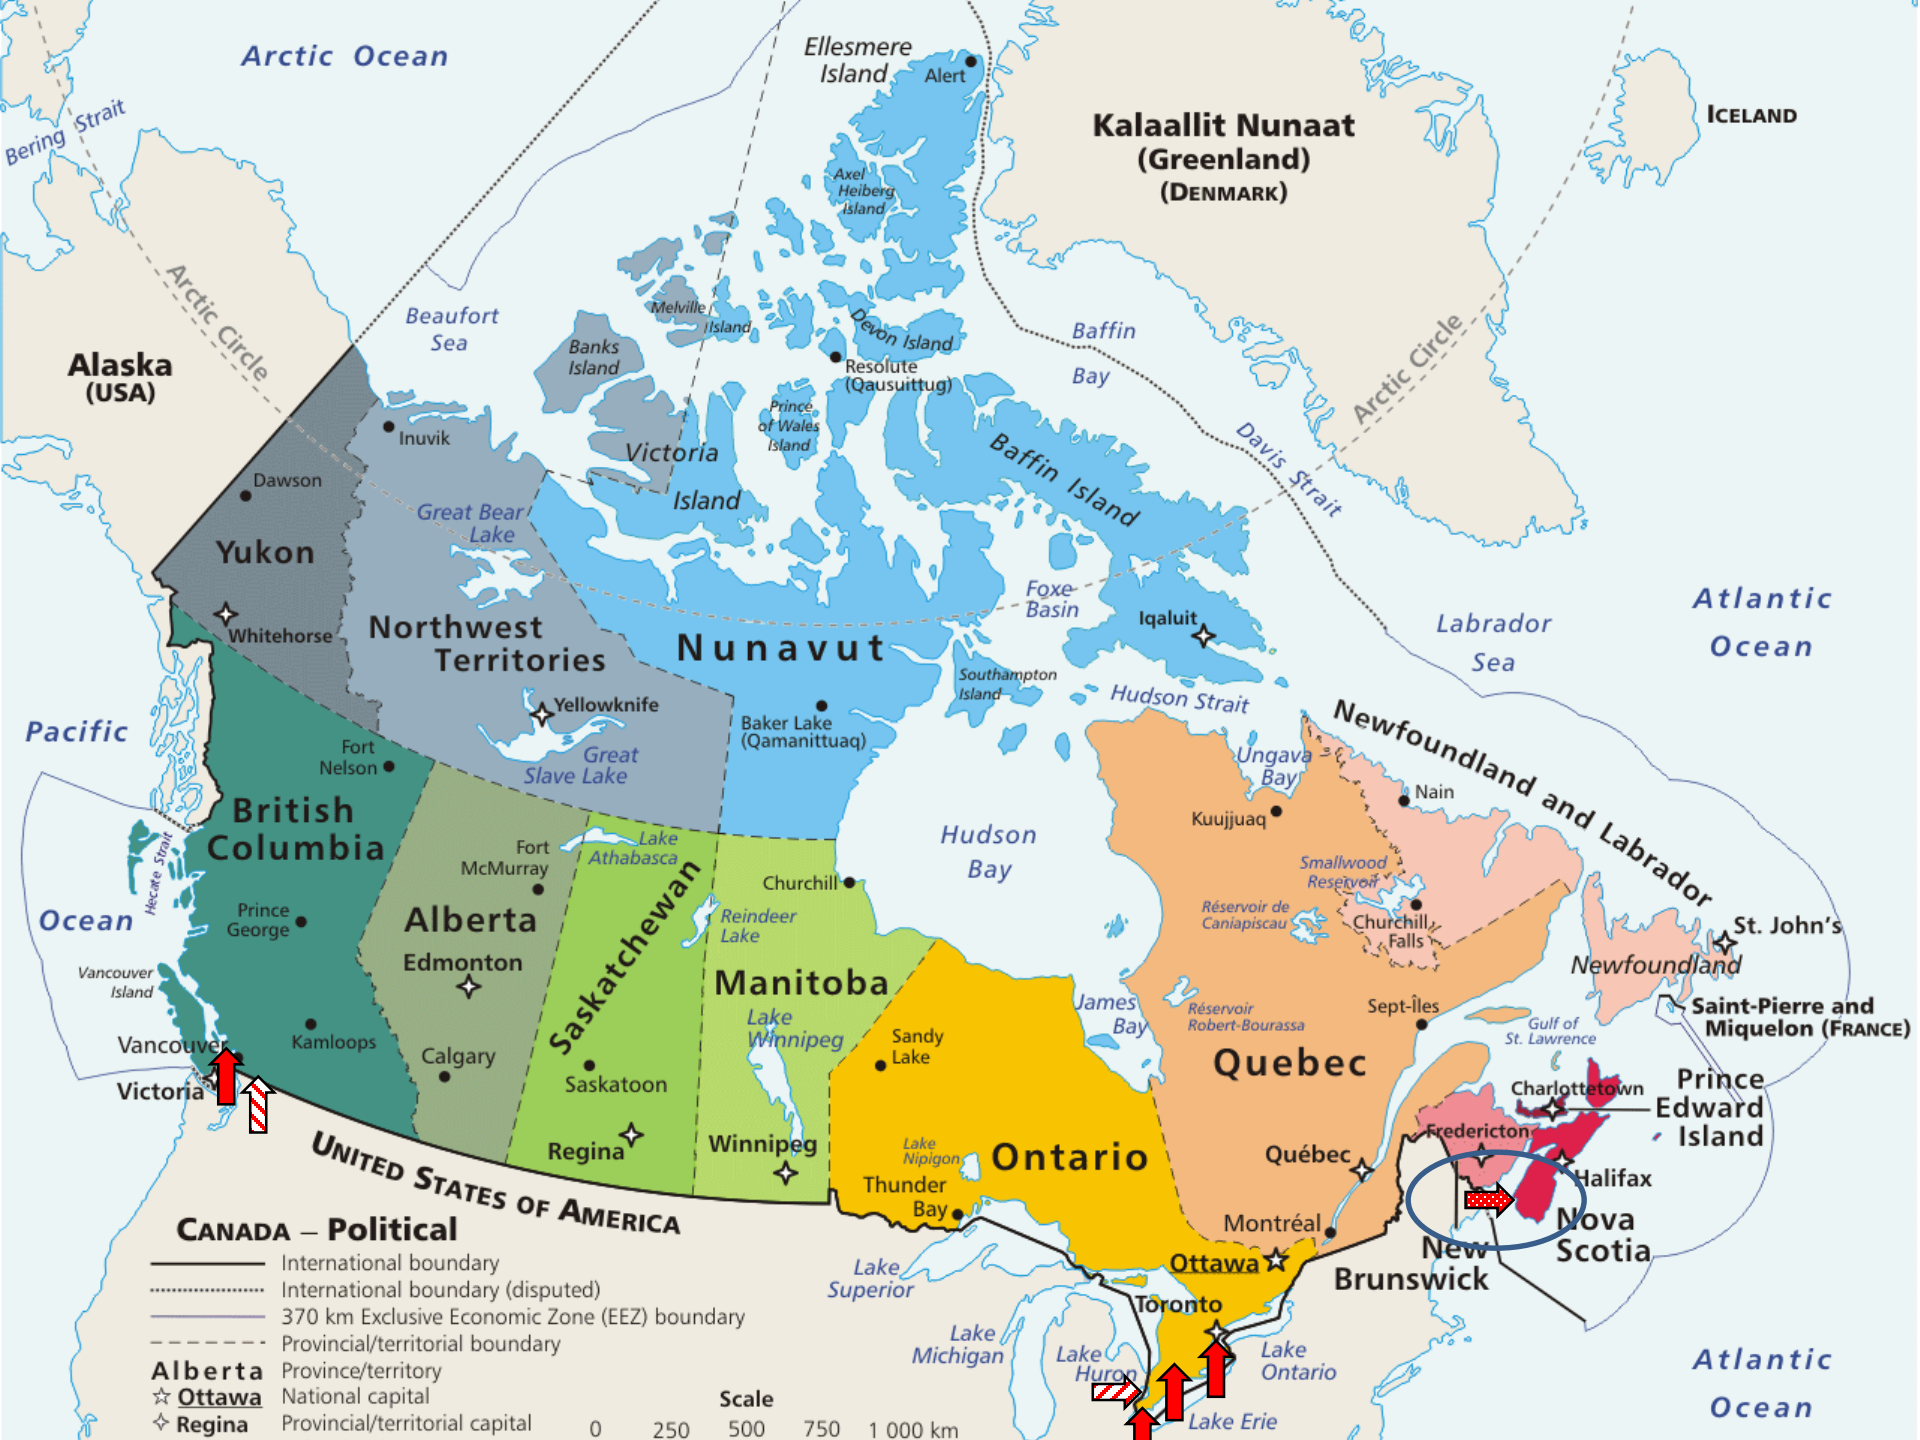 Arctic Ocean
Bering Strait
Ellesmere
Island
Alert
Kalaallit Nunaat
(Greenland)
(DENMARK)
ICELAND
Axel
Heiberg
Island
Arctic Circle
Beaufort
Sea
Melville
Island
Devon Island
Baffin
Bay
Arctic Circle
Alaska
(USA)
Banks
Island
Resolute
(Qausuittug)
Prince
of Wales
Island
Inuvik
Victoria
Island
Baffin Island
Davis Strait
Dawson
Great Bear
Lake
Yukon
Foxe
Basin
Atlantic
Ocean
Whitehorse
Northwest
Territories
Nunavut
Iqaluit
Labrador
Sea
Southampton
Island
Hudson Strait
Yellowknife
Baker Lake
(Qamanittuaq)
Pacific
Ocean
Fort
Nelson
Great
Slave Lake
Ungava
Bay
Newfoundland and Labrador
Nain
Kuujjuaq
British
Columbia
Hecate Strait
Lake
Athabasca
Fort
McMurray
Hudson
Bay
Smallwood
Reservoir
Churchill
Prince
George
Alberta
Saskatchewan
Reindeer
Lake
Réservoir de
Caniapiscau
Churchill
Falls
St. John's
Edmonton
Newfoundland
Vancouver
Island
Manitoba
Lake
Winnipeg
James
Bay
Réservoir
Robert-Bourassa
Sept-Îles
Gulf of
St. Lawrence
Saint-Pierre and
Miquelon (FRANCE)
Vancouver
Kamloops
Calgary
Sandy
Lake
Quebec
Victoria
Saskatoon
Charlottetown
Prince
Edward
Island
Regina
Winnipeg
Lake
Nipigon
Ontario
Fredericton
Québec
Halifax
Thunder
Bay
UNITED STATES OF AMERICA
Montréal
Nova
Scotia
New
Brunswick
Ottawa
Lake
Superior
Toronto
Lake
Michigan
Lake
Huron
Lake
Ontario
Lake Erie
Atlantic
Ocean
CANADA – Political
International boundary
International boundary (disputed)
370 km Exclusive Economic Zone (EEZ) boundary
Provincial/territorial boundary
Alberta Province/territory
Ottawa National capital
Regina Provincial/territorial capital
Scale
0 250 500 750 1 000 km